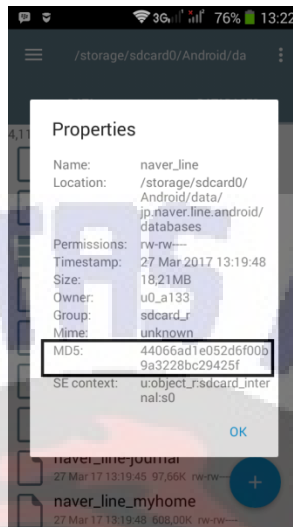 3G 76% 13:22
/storage/sdcard0/Android/da
Properties
Name: naver_line
Location: /storage/sdcard0/
Android/data/
jp.naver.line.android/
databases
Permissions: rw-rw----
Timestamp: 27 Mar 2017 13:19:48
Size: 18,21MB
Owner: u0_a133
Group: sdcard_r
Mime: unknown
MD5: 44066ad1e052d6f00b
9a3228bc29425f
SE context: u:object_r:sdcard_inter
nal:s0
OK
naver_line-journal
27 Mar 17 13:19:45 97,66K rw-rw----
naver_line_myhome
27 Mar 17 13:19:48 608,00K rw-rw----